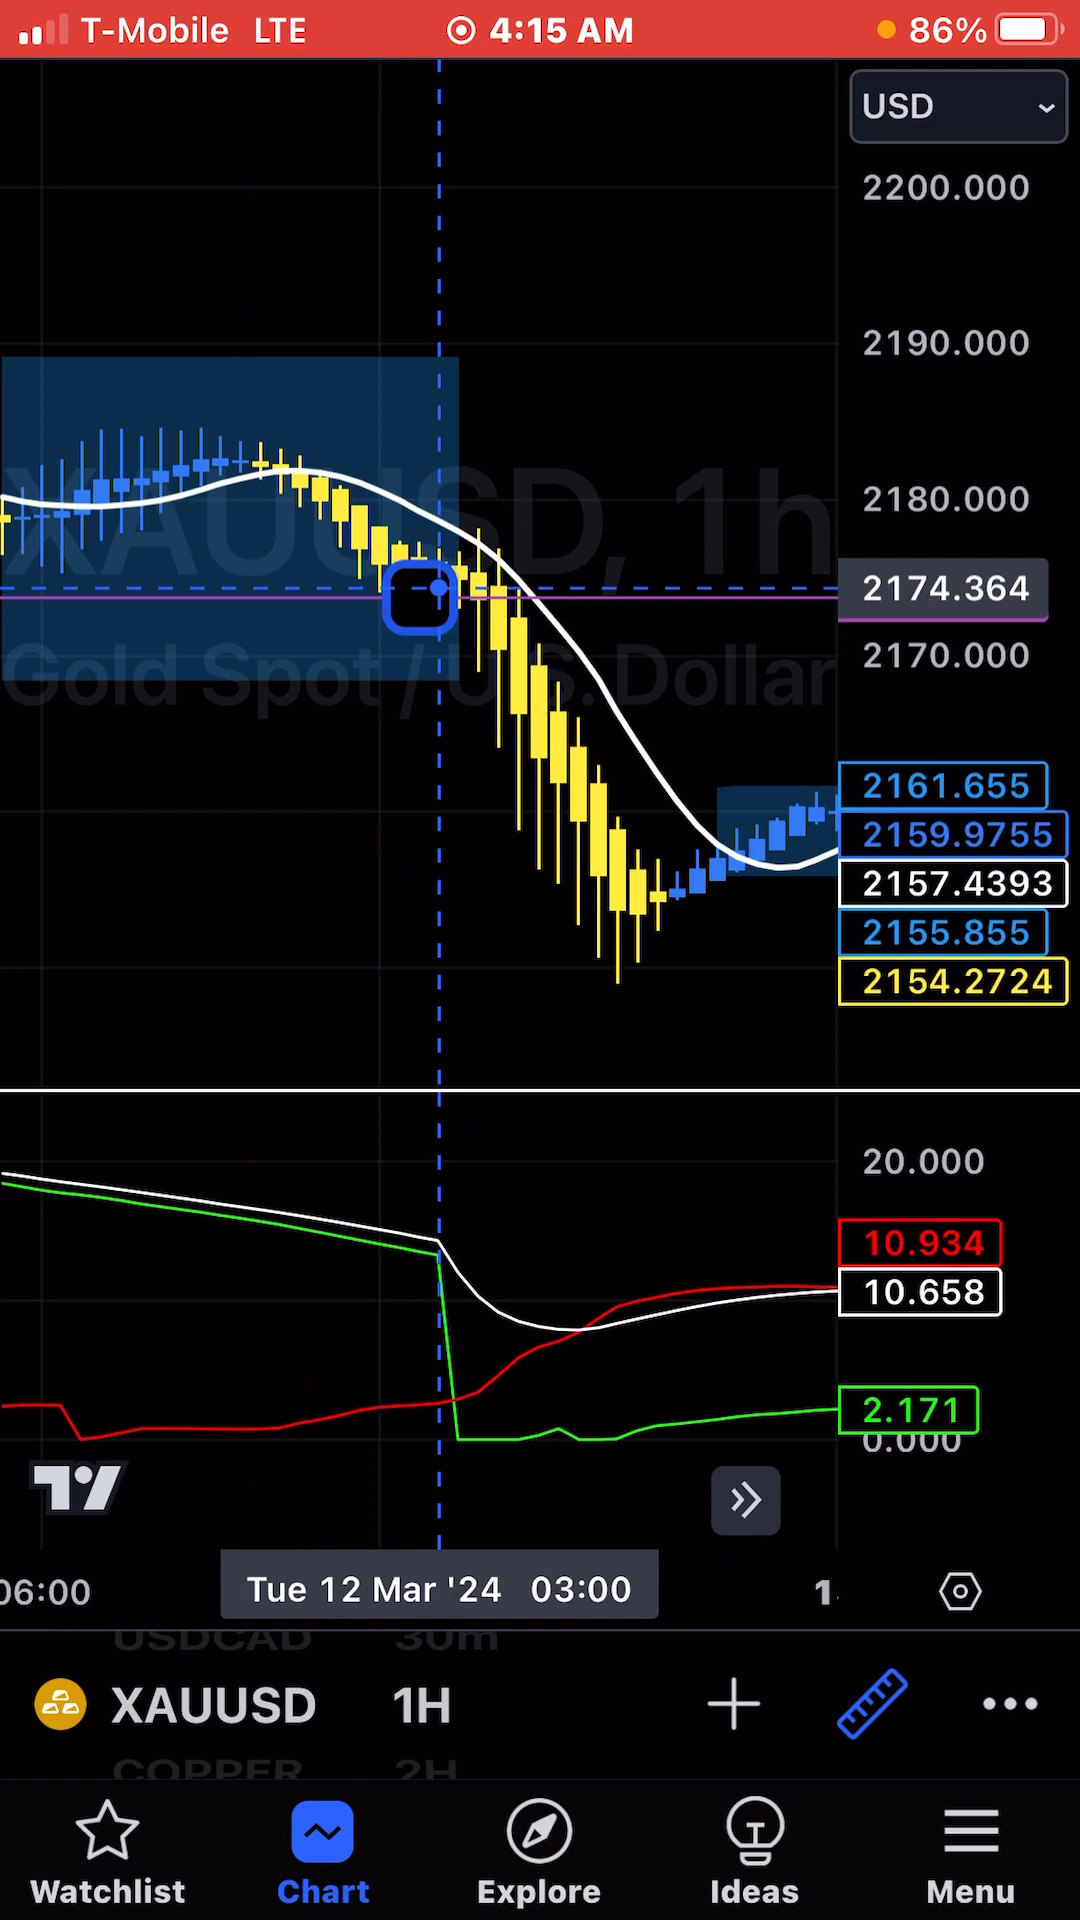 T-Mobile LTE 4:15 AM 86%
USD
2200.000
2190.000
XAUUSD, 1h
2180.000
2174.364
Gold Spot / U.S. Dollar
2170.000
2161.655
2159.9755
2157.4393
2155.855
2154.2724
20.000
10.934
10.658
2.171
0.000
06:00 Tue 12 Mar '24 03:00
USDCAD 30m
XAUUSD 1H
COPPER 2H
Watchlist Chart Explore Ideas Menu